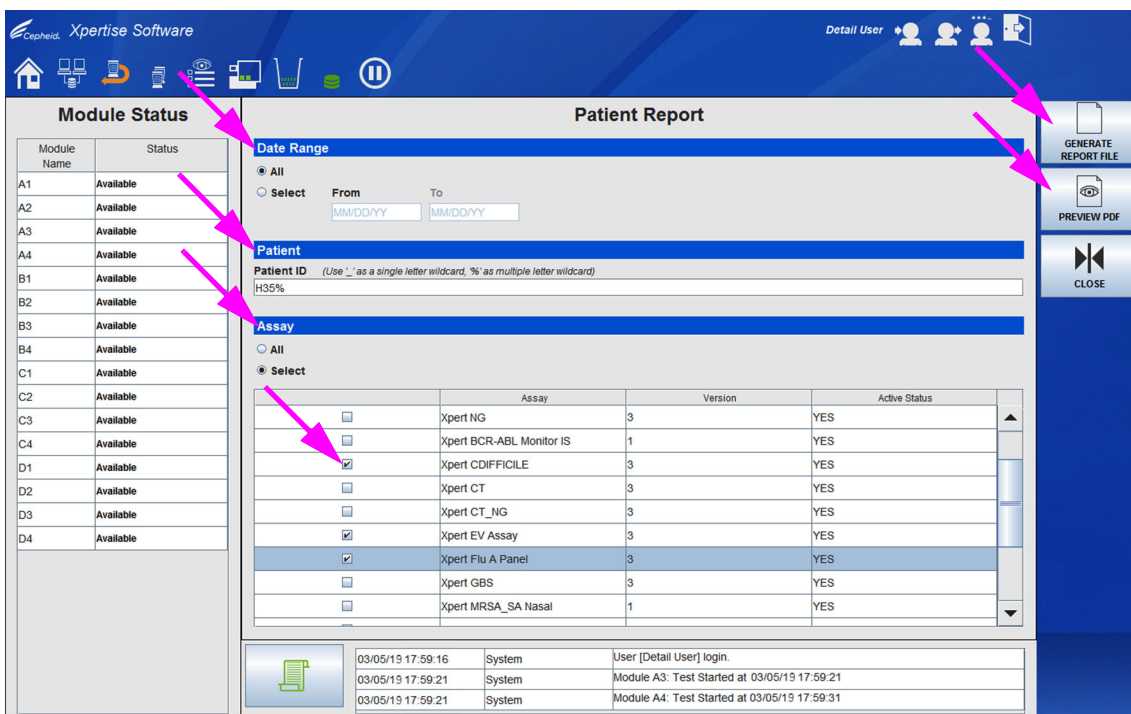 Cepheid. Xpertise Software
Detail User
Module Status
Module Name Status
A1 Available
A2 Available
A3 Available
A4 Available
B1 Available
B2 Available
B3 Available
B4 Available
C1 Available
C2 Available
C3 Available
C4 Available
D1 Available
D2 Available
D3 Available
D4 Available
Patient Report
Date Range
All
Select From To
MM/DD/YY MM/DD/YY
Patient
Patient ID (Use '_' as a single letter wildcard, '%' as multiple letter wildcard)
H35%
Assay
All
Select
Assay Version Active Status
Xpert NG 3 YES
Xpert BCR-ABL Monitor IS 1 YES
Xpert CDIFFICILE 3 YES
Xpert CT 3 YES
Xpert CT_NG 3 YES
Xpert EV Assay 3 YES
Xpert Flu A Panel 3 YES
Xpert GBS 3 YES
Xpert MRSA_SA Nasal 1 YES
03/05/19 17:59:16 System User [Detail User] login.
03/05/19 17:59:21 System Module A3: Test Started at 03/05/19 17:59:21
03/05/19 17:59:21 System Module A4: Test Started at 03/05/19 17:59:31
GENERATE
REPORT FILE
PREVIEW PDF
CLOSE